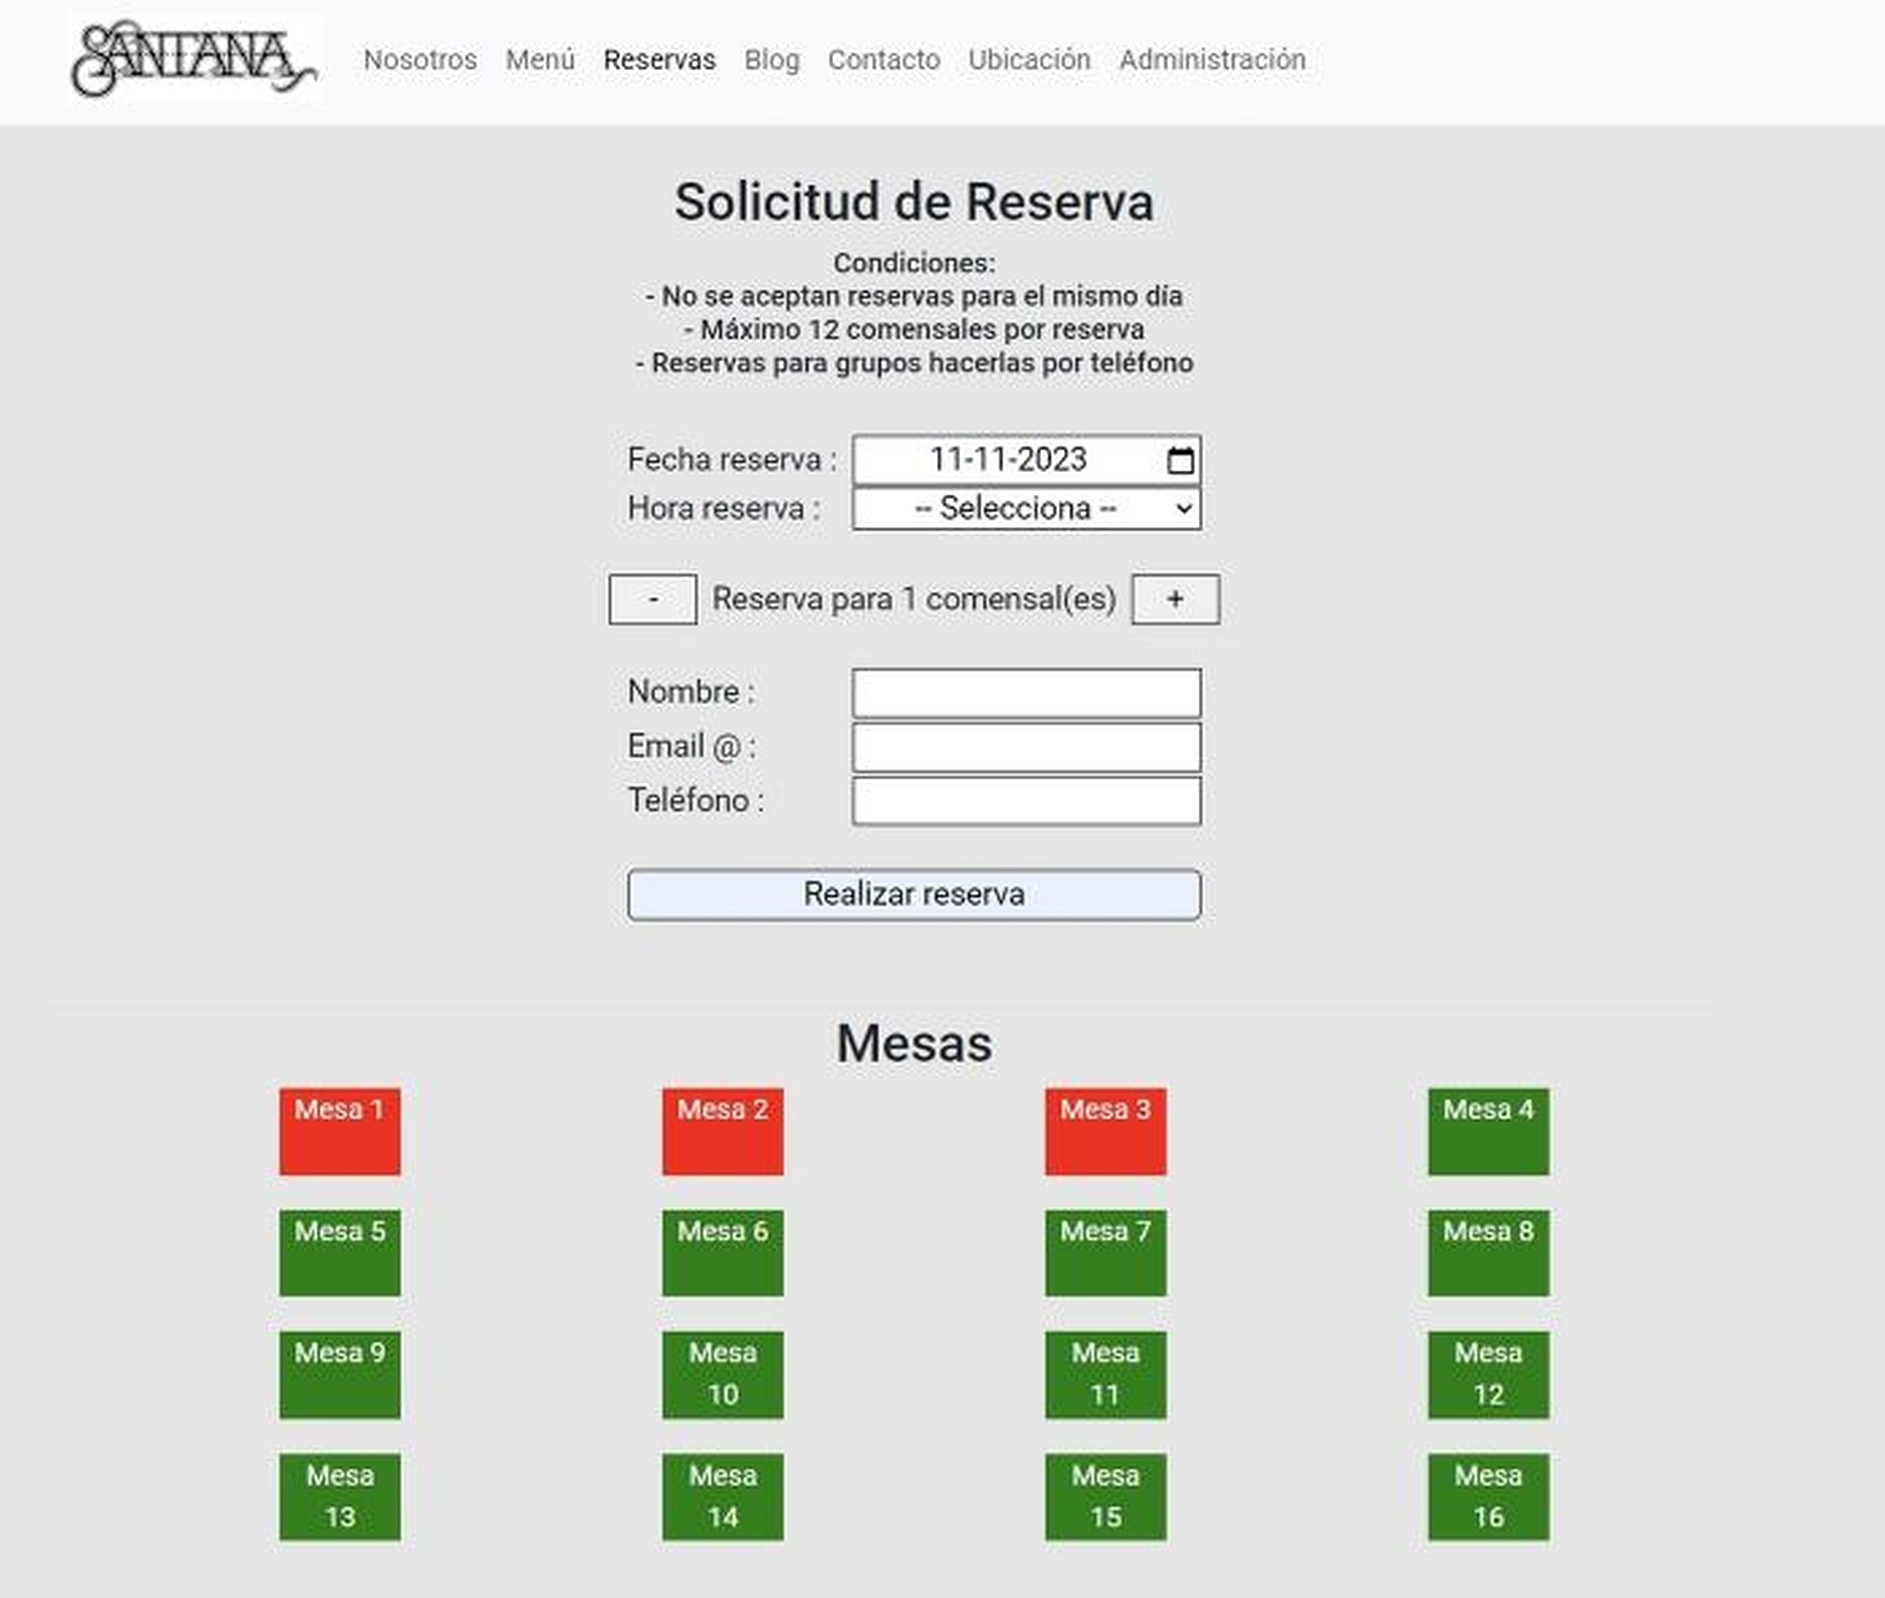 SANTANA
Nosotros Menú Reservas Blog Contacto Ubicación Administración
Solicitud de Reserva
Condiciones:
- No se aceptan reservas para el mismo día
- Máximo 12 comensales por reserva
- Reservas para grupos hacerlas por teléfono
Fecha reserva : 11-11-2023
Hora reserva : -- Selecciona --
- Reserva para 1 comensal(es) +
Nombre :
Email @ :
Teléfono :
Realizar reserva
Mesas
Mesa 1 Mesa 2 Mesa 3 Mesa 4
Mesa 5 Mesa 6 Mesa 7 Mesa 8
Mesa 9 Mesa 10 Mesa 11 Mesa 12
Mesa 13 Mesa 14 Mesa 15 Mesa 16